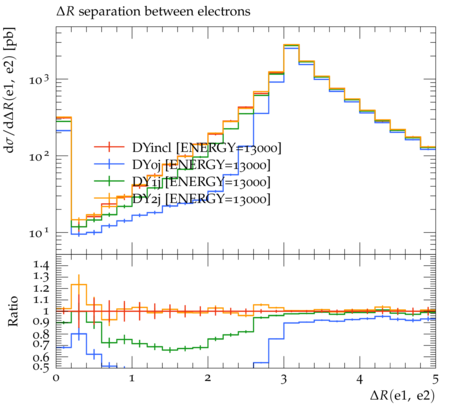 ΔR separation between electrons
dσ/dΔR(e1, e2) [pb]
10³
10²
10¹
DYincl [ENERGY=13000]
DY0j [ENERGY=13000]
DY1j [ENERGY=13000]
DY2j [ENERGY=13000]
Ratio
1.4
1.3
1.2
1.1
1
0.9
0.8
0.7
0.6
0.5
0 1 2 3 4 5
ΔR(e1, e2)